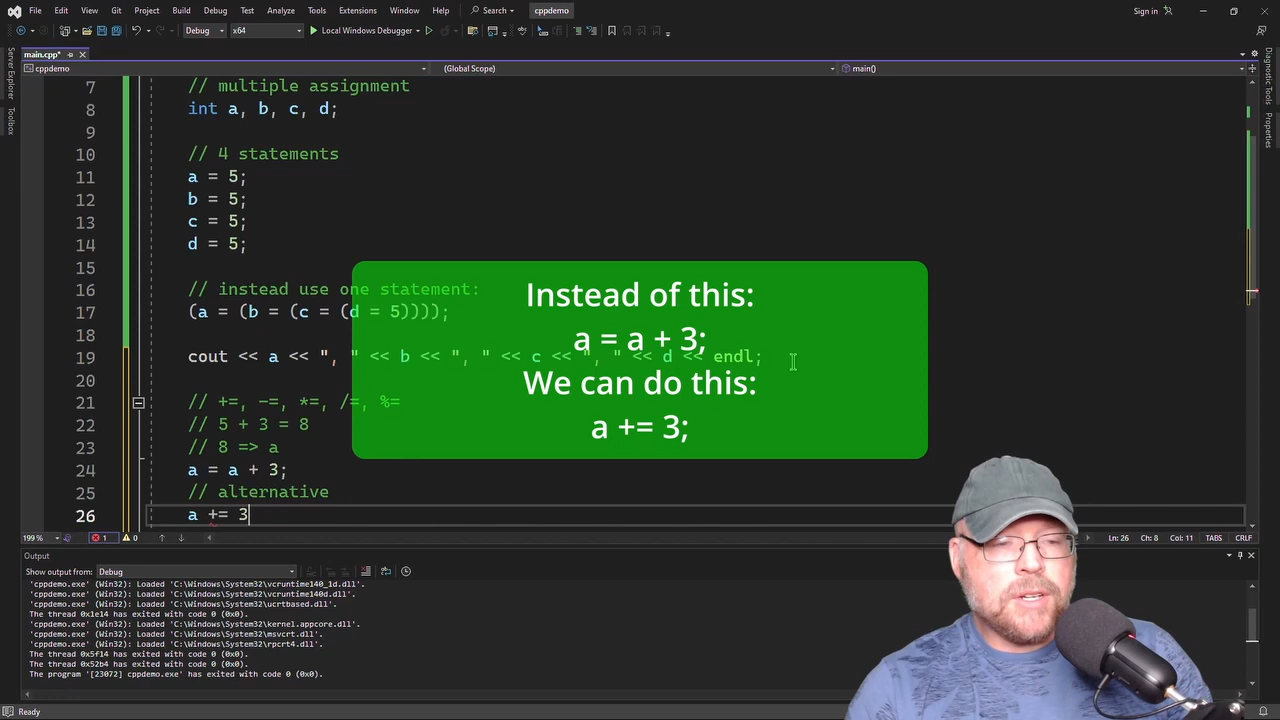 File Edit View Git Project Build Debug Test Analyze Tools Extensions Window Help Search cppdemo Sign in
Debug x64 Local Windows Debugger
main.cpp*
cppdemo (Global Scope) main()
Server Explorer
Toolbox
Diagnostic Tools
Properties
7 // multiple assignment
8 int a, b, c, d;
9
10 // 4 statements
11 a = 5;
12 b = 5;
13 c = 5;
14 d = 5;
15
16 // instead use one statement:
17 (a = (b = (c = (d = 5))));
18
19 cout << a << ", " << b << ", " << c << ", " << d << endl;
20
21 // +=, -=, *=, /=, %=
22 // 5 + 3 = 8
23 // 8 => a
24 a = a + 3;
25 // alternative
26 a += 3
Instead of this:
a = a + 3;
We can do this:
a += 3;
199 % 1 0 Ln: 26 Ch: 8 Col: 11 TABS CRLF
Output
Show output from: Debug
'cppdemo.exe' (Win32): Loaded 'C:\Windows\System32\vcruntime140_1d.dll'.
'cppdemo.exe' (Win32): Loaded 'C:\Windows\System32\vcruntime140d.dll'.
'cppdemo.exe' (Win32): Loaded 'C:\Windows\System32\ucrtbased.dll'.
The thread 0x1e14 has exited with code 0 (0x0).
'cppdemo.exe' (Win32): Loaded 'C:\Windows\System32\kernel.appcore.dll'.
'cppdemo.exe' (Win32): Loaded 'C:\Windows\System32\msvcrt.dll'.
'cppdemo.exe' (Win32): Loaded 'C:\Windows\System32\rpcrt4.dll'.
The thread 0x5f14 has exited with code 0 (0x0).
The thread 0x52b4 has exited with code 0 (0x0).
The program '[23072] cppdemo.exe' has exited with code 0 (0x0).
Ready